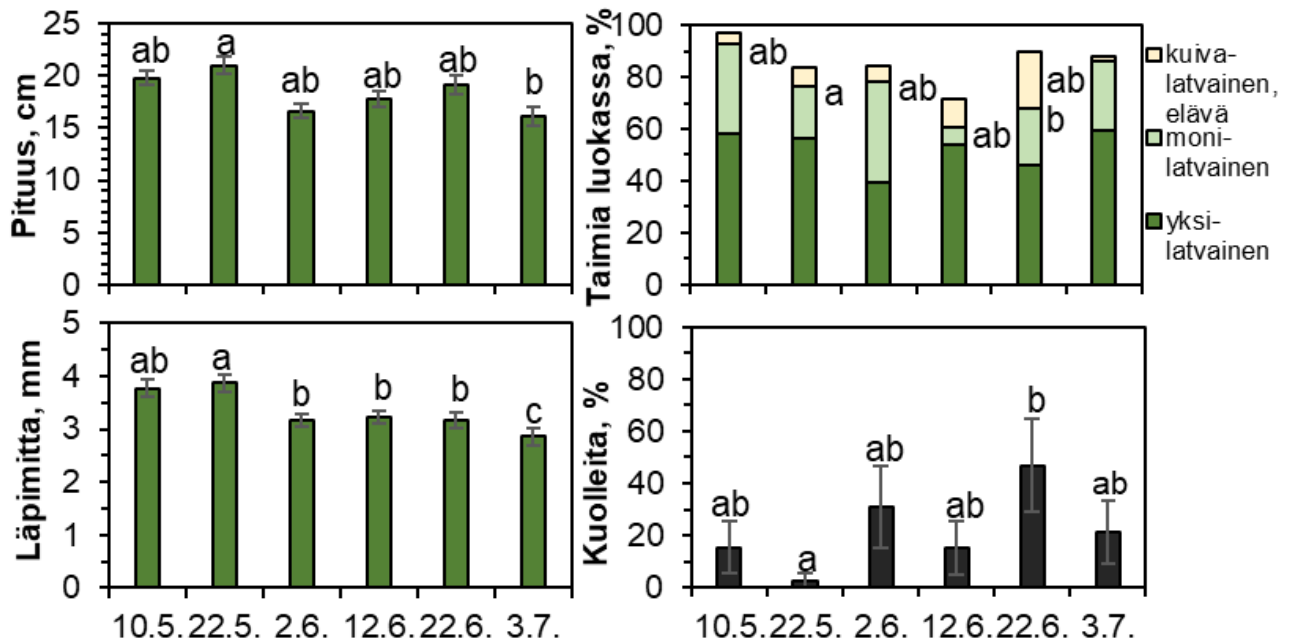 Pituus, cm
25
20
15
10
5
0
ab
a
ab
ab
ab
b
Taimia luokassa, %
100
80
60
40
20
0
ab
a
ab
ab
ab
b
kuiva-
latvainen,
elävä
moni-
latvainen
yksi-
latvainen
Läpimitta, mm
5
4
3
2
1
0
ab
a
b
b
b
c
10.5. 22.5. 2.6. 12.6. 22.6. 3.7.
Kuolleita, %
100
80
60
40
20
0
ab
a
ab
ab
b
ab
10.5. 22.5. 2.6. 12.6. 22.6. 3.7.